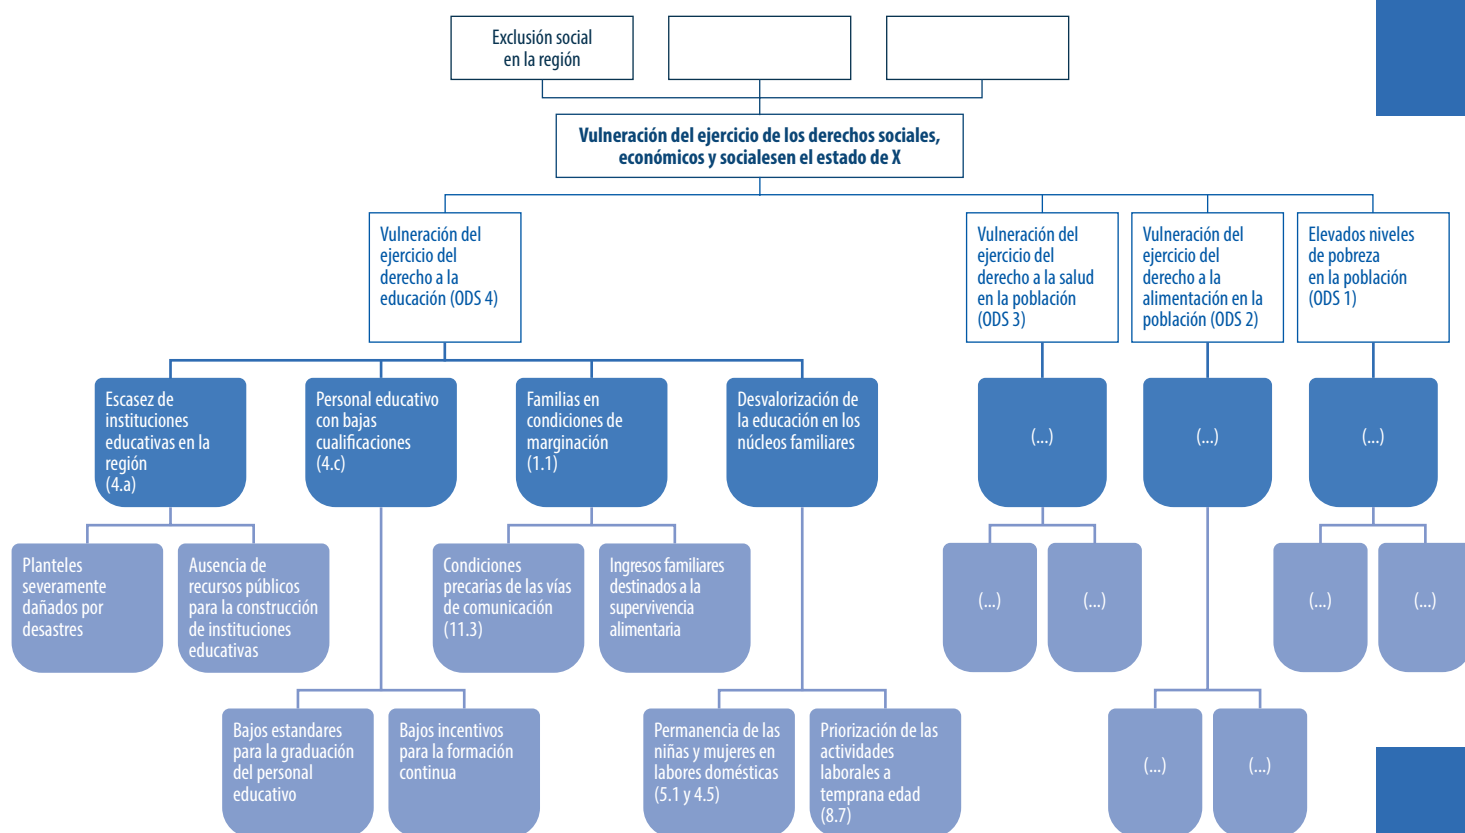 Exclusión social
en la región
Vulneración del ejercicio de los derechos sociales,
económicos y socialesen el estado de X
Vulneración del
ejercicio del
derecho a la
educación (ODS 4)
Vulneración del
ejercicio del
derecho a la salud
en la población
(ODS 3)
Vulneración del
ejercicio del
derecho a la
alimentación en la
población (ODS 2)
Elevados niveles
de pobreza
en la población
(ODS 1)
Escasez de
instituciones
educativas en la
región
(4.a)
Personal educativo
con bajas
cualificaciones
(4.c)
Familias en
condiciones de
marginación
(1.1)
Desvalorización de
la educación en los
núcleos familiares
(...)
(...)
(...)
Planteles
severamente
dañados por
desastres
Ausencia de
recursos públicos
para la construcción
de instituciones
educativas
Condiciones
precarias de las vías
de comunicación
(11.3)
Ingresos familiares
destinados a la
supervivencia
alimentaria
(...)
(...)
(...)
(...)
Bajos estandares
para la graduación
del personal
educativo
Bajos incentivos
para la formación
continua
Permanencia de las
niñas y mujeres en
labores domésticas
(5.1 y 4.5)
Priorización de las
actividades
laborales a
temprana edad
(8.7)
(...)
(...)